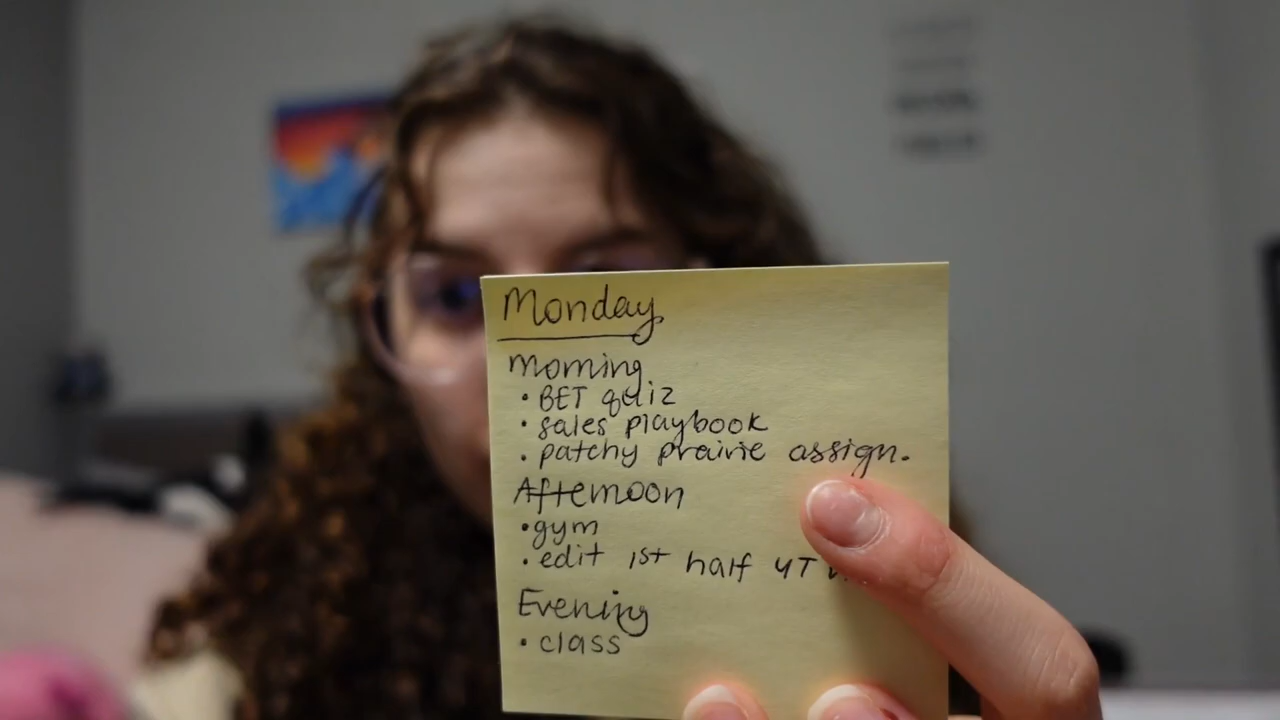 Monday
Morning
• BET quiz
• sales playbook
• patchy prairie assign.
Afternoon
• gym
• edit 1st half YT
Evening
• class